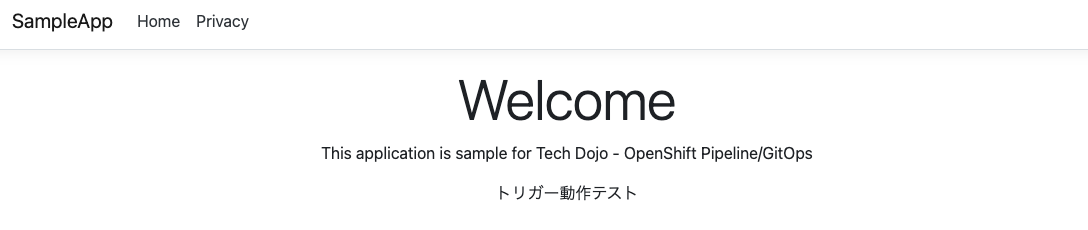 SampleApp Home Privacy
Welcome
This application is sample for Tech Dojo - OpenShift Pipeline/GitOps
トリガー動作テスト